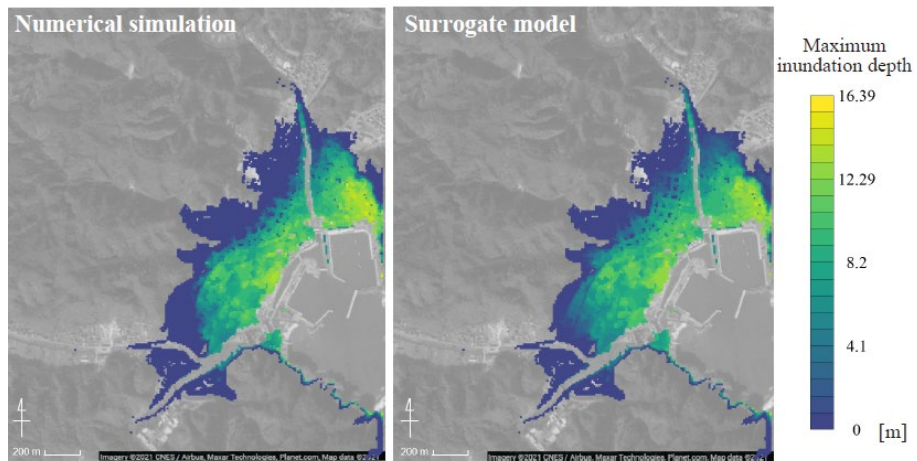 Numerical simulation
Surrogate model
Maximum
inundation depth
16.39
12.29
8.2
4.1
0
[m]
200 m
Imagery ©2021 CNES / Airbus, Maxar Technologies, Planet.com, Map data ©2021
200 m
Imagery ©2021 CNES / Airbus, Maxar Technologies, Planet.com, Map data ©2021